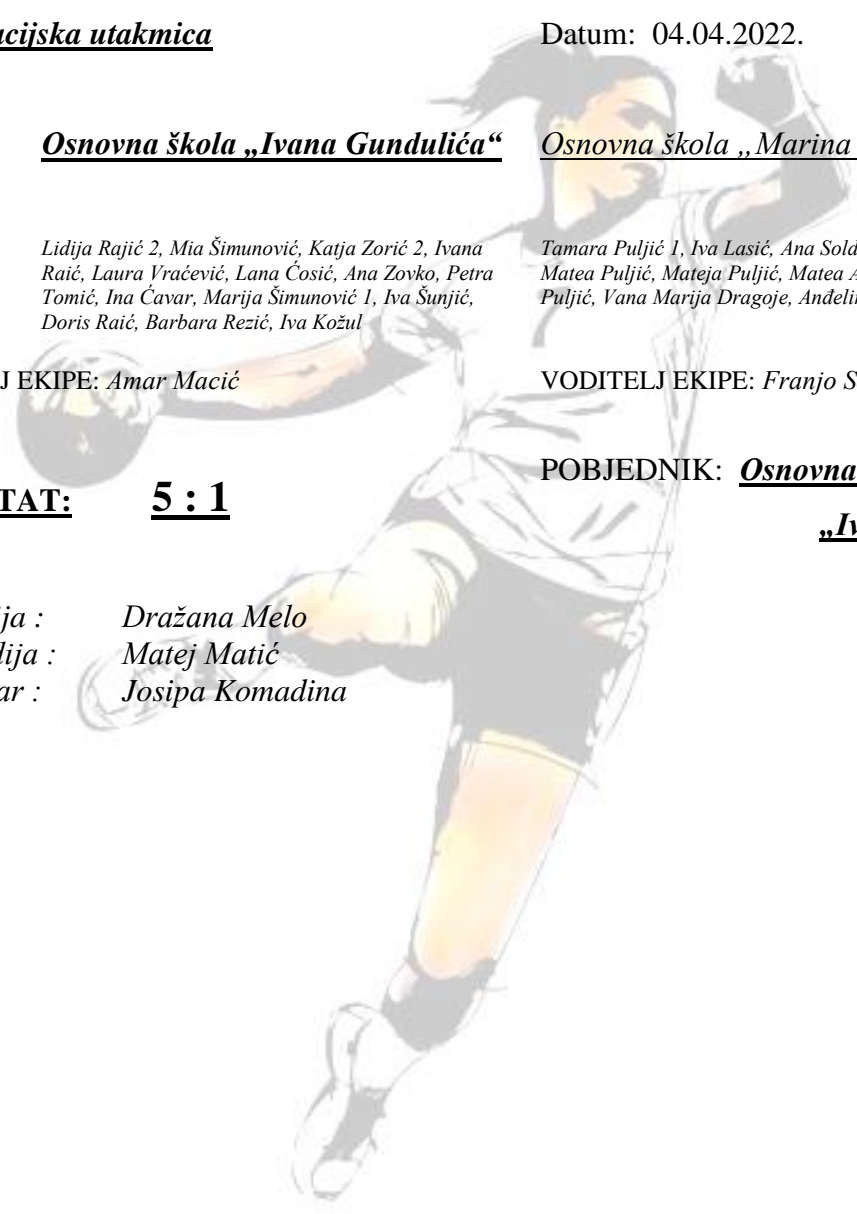 cijska utakmica
Datum: 04.04.2022.
Osnovna škola „Ivana Gundulića“
Osnovna škola „Marina
Lidija Rajić 2, Mia Šimunović, Katja Zorić 2, Ivana
Raić, Laura Vraćević, Lana Ćosić, Ana Zovko, Petra
Tomić, Ina Ćavar, Marija Šimunović 1, Iva Šunjić,
Doris Raić, Barbara Rezić, Iva Kožul
Tamara Puljić 1, Iva Lasić, Ana Sold
Matea Puljić, Mateja Puljić, Matea A
Puljić, Vana Marija Dragoje, Anđelin
J EKIPE: Amar Macić
VODITELJ EKIPE: Franjo S
TAT: 5 : 1
POBJEDNIK: Osnovna
„Iv
ija : Dražana Melo
dija : Matej Matić
ar : Josipa Komadina